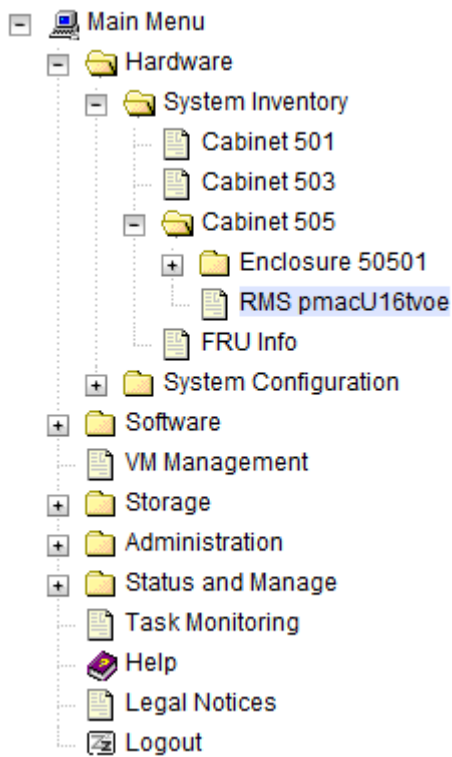 Main Menu
Hardware
System Inventory
Cabinet 501
Cabinet 503
Cabinet 505
Enclosure 50501
RMS pmacU16tvoe
FRU Info
System Configuration
Software
VM Management
Storage
Administration
Status and Manage
Task Monitoring
Help
Legal Notices
Logout